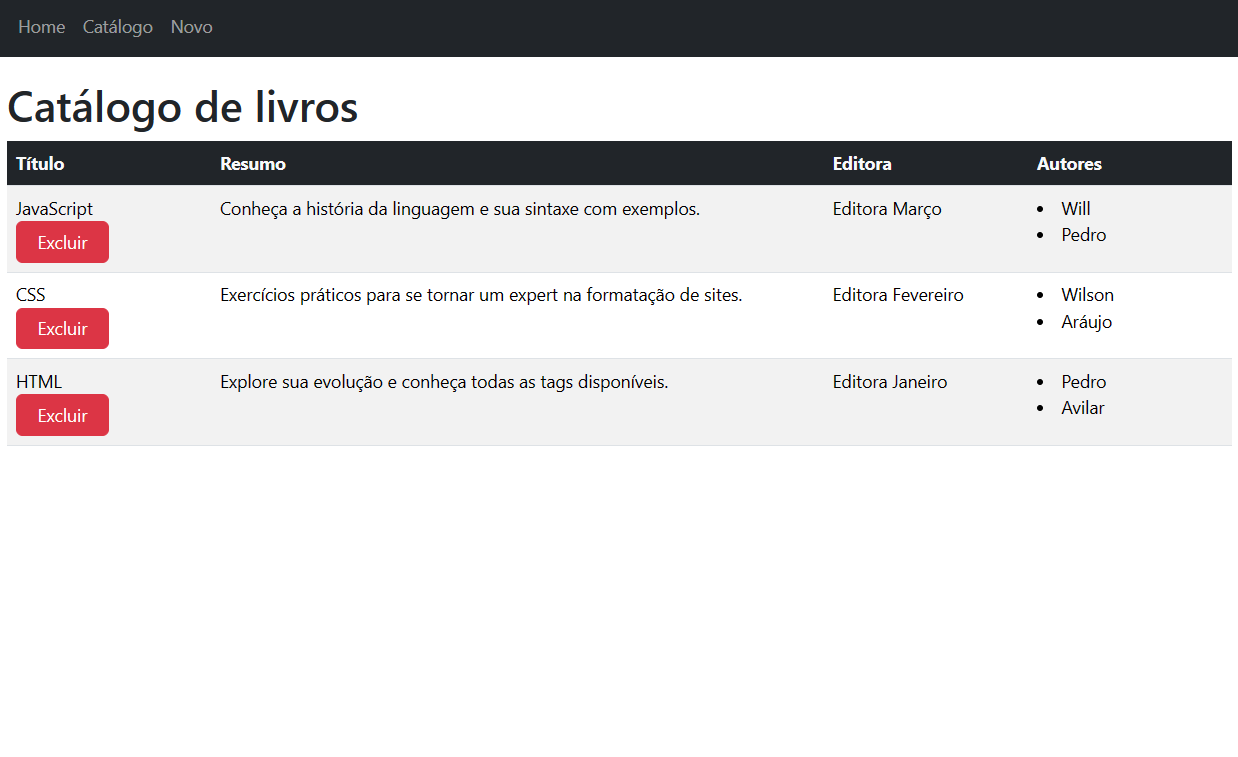 Home Catálogo Novo
Catálogo de livros
Título Resumo Editora Autores
JavaScript Conheça a história da linguagem e sua sintaxe com exemplos. Editora Março • Will
Excluir • Pedro
CSS Exercícios práticos para se tornar um expert na formatação de sites. Editora Fevereiro • Wilson
Excluir • Aráujo
HTML Explore sua evolução e conheça todas as tags disponíveis. Editora Janeiro • Pedro
Excluir • Avilar